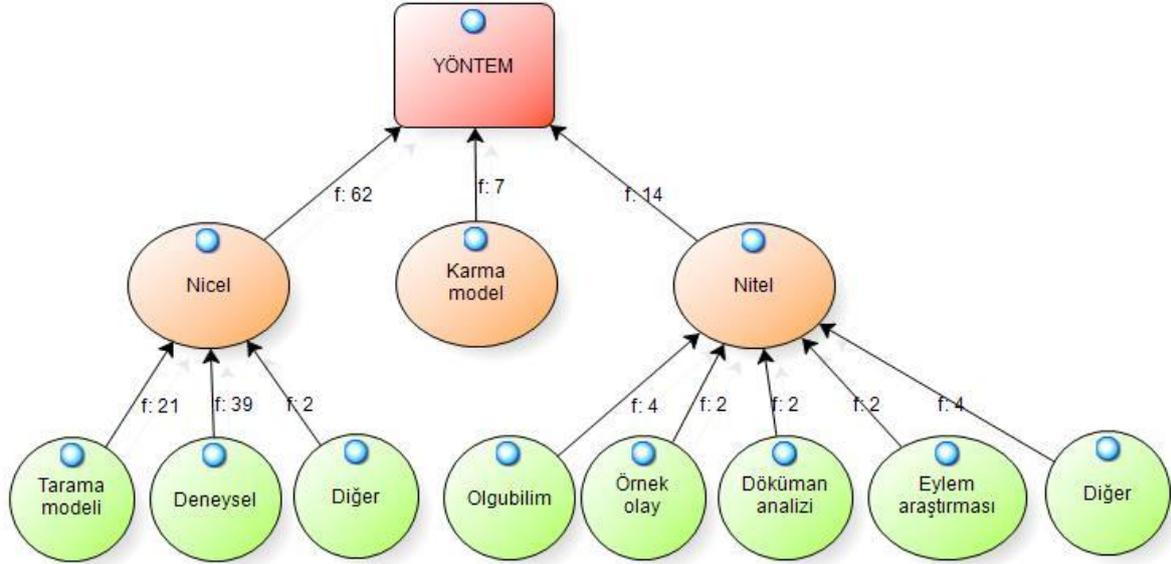 YÖNTEM
f: 62
f: 7
f: 14
Nicel
Karma
model
Nitel
f: 21
f: 39
f: 2
f: 4
f: 2
f: 2
f: 2
f: 4
Tarama
modeli
Deneysel
Diğer
Olgubilim
Örnek
olay
Döküman
analizi
Eylem
araştırması
Diğer